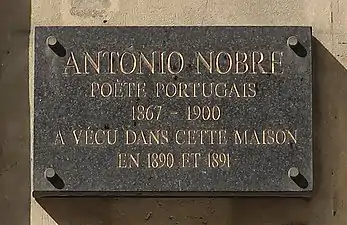 ANTONIO NOBRE
POÈTE PORTUGAIS
1867 - 1900
A VÉCU DANS CETTE MAISON
EN 1890 ET 1891